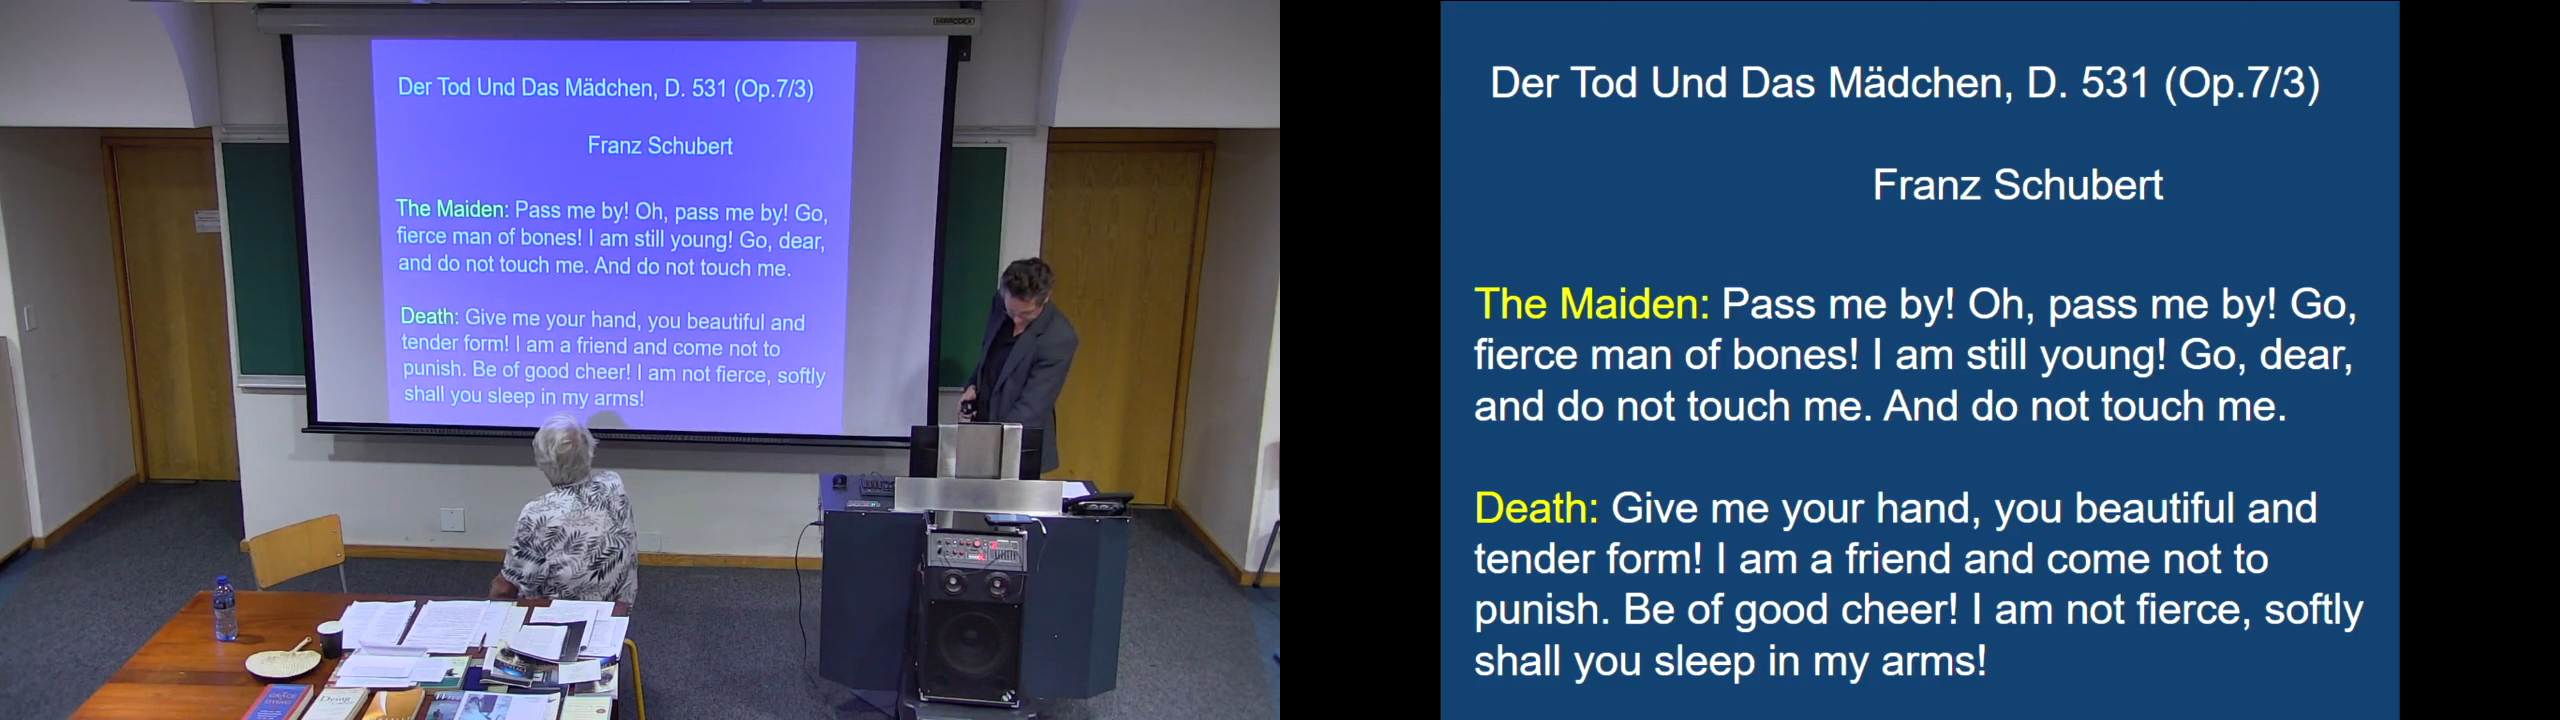 Der Tod Und Das Mädchen, D. 531 (Op.7/3)
Franz Schubert
The Maiden: Pass me by! Oh, pass me by! Go,
fierce man of bones! I am still young! Go, dear,
and do not touch me. And do not touch me.
Death: Give me your hand, you beautiful and
tender form! I am a friend and come not to
punish. Be of good cheer! I am not fierce, softly
shall you sleep in my arms!
Der Tod Und Das Mädchen, D. 531 (Op.7/3)
Franz Schubert
The Maiden: Pass me by! Oh, pass me by! Go,
fierce man of bones! I am still young! Go, dear,
and do not touch me. And do not touch me.
Death: Give me your hand, you beautiful and
tender form! I am a friend and come not to
punish. Be of good cheer! I am not fierce, softly
shall you sleep in my arms!